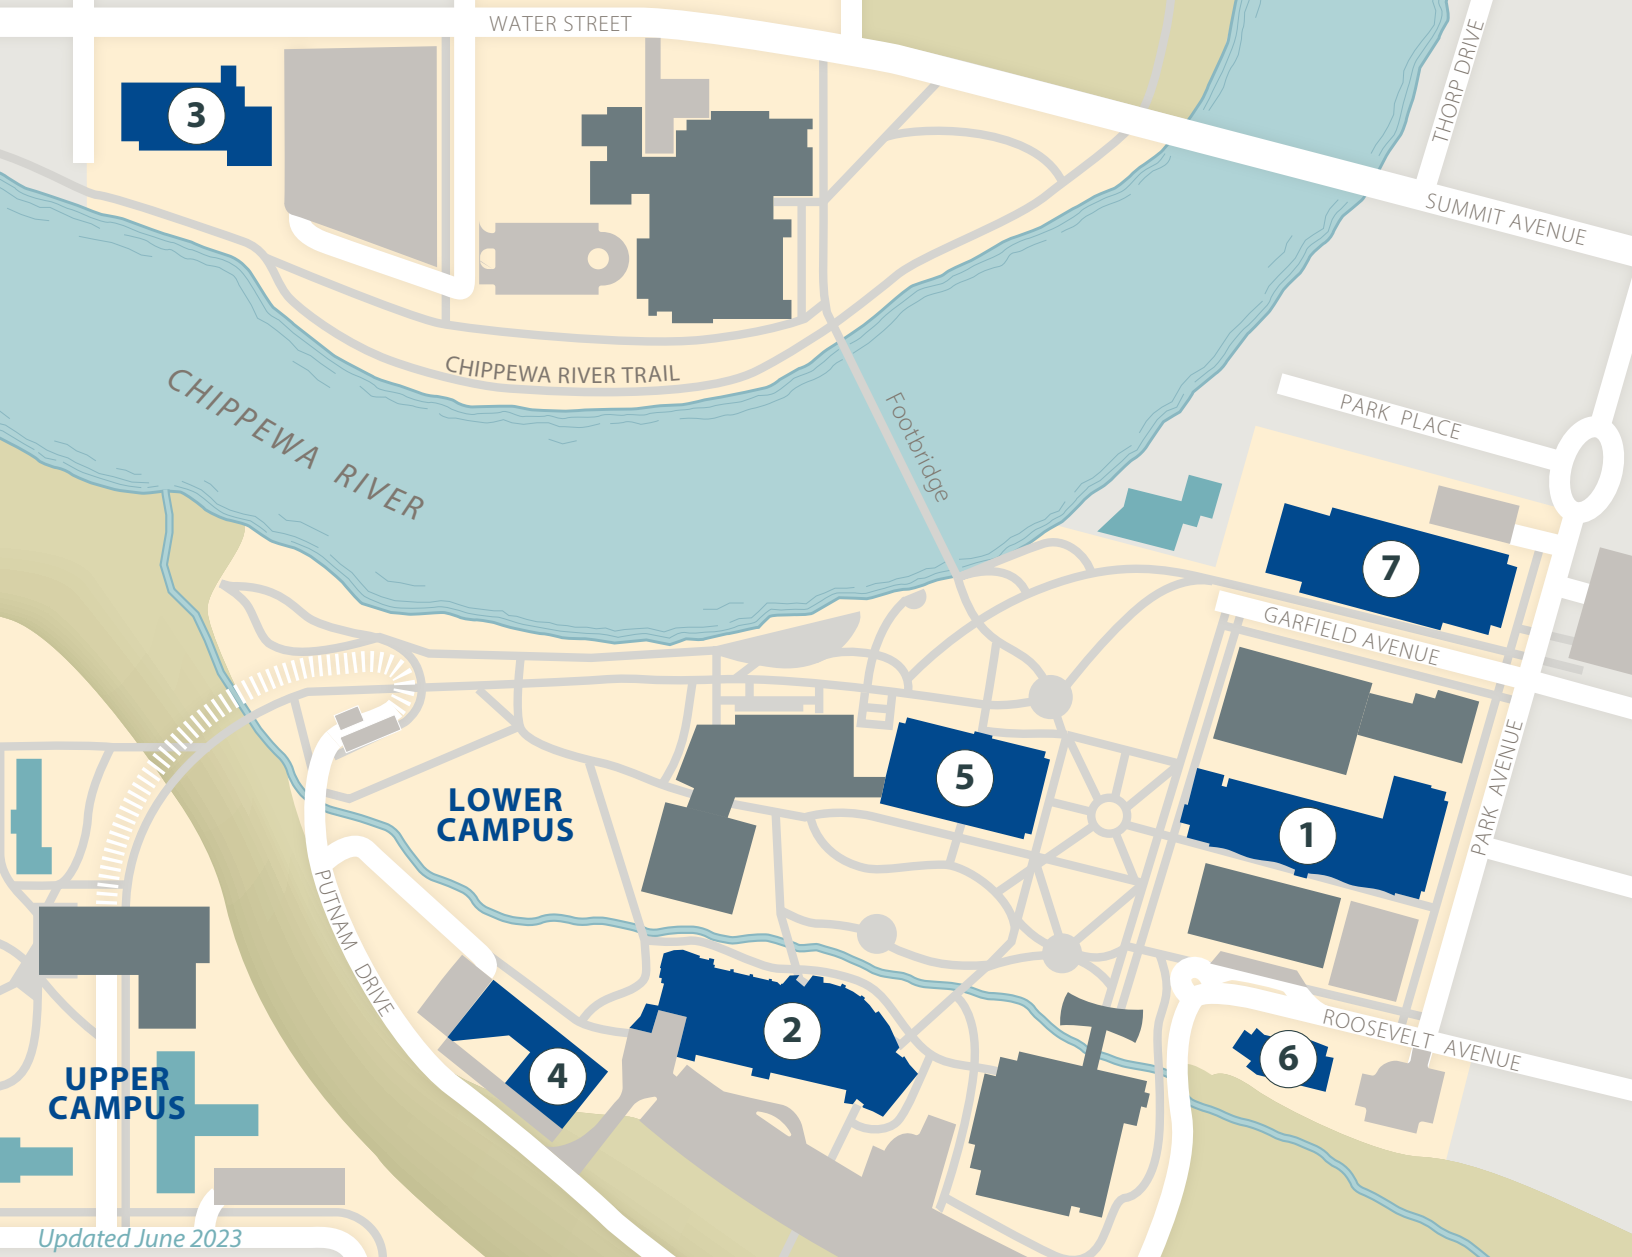 WATER STREET
THORP DRIVE
3
SUMMIT AVENUE
CHIPPEWA RIVER TRAIL
CHIPPEWA RIVER
Footbridge
PARK PLACE
7
GARFIELD AVENUE
5
LOWER
CAMPUS
1
PARK AVENUE
PUTNAM DRIVE
2
ROOSEVELT AVENUE
6
4
UPPER
CAMPUS
Updated June 2023